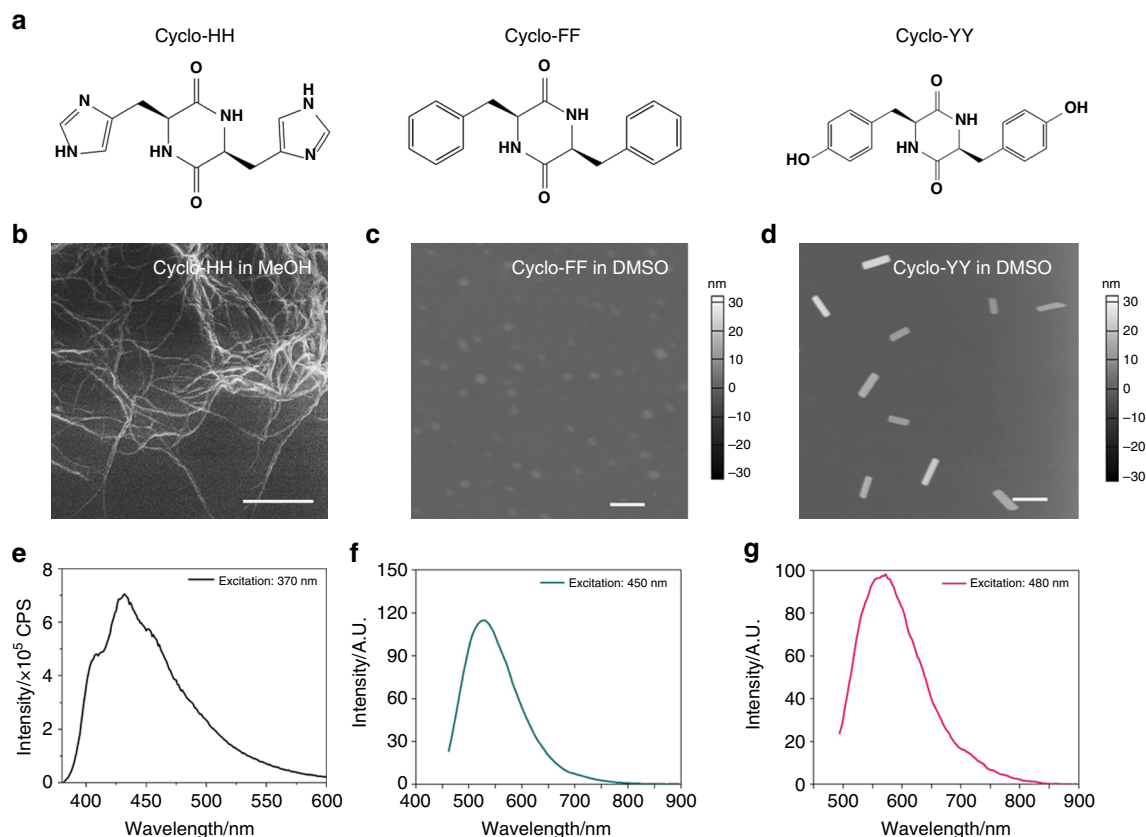 a
Cyclo-HH
Cyclo-FF
Cyclo-YY
O
N
NH
HN
HN
O
H
N
N
O
NH
HN
O
O
NH
HN
O
HO
OH
b
Cyclo-HH in MeOH
c
Cyclo-FF in DMSO
nm
30
20
10
0
−10
−20
−30
d
Cyclo-YY in DMSO
nm
30
20
10
0
−10
−20
−30
e
Excitation: 370 nm
Intensity/×10⁵ CPS
8
6
4
2
0
400 450 500 550 600
Wavelength/nm
f
Excitation: 450 nm
Intensity/A.U.
150
120
90
60
30
0
400 500 600 700 800 900
Wavelength/nm
g
Excitation: 480 nm
Intensity/A.U.
100
80
60
40
20
0
500 600 700 800 900
Wavelength/nm